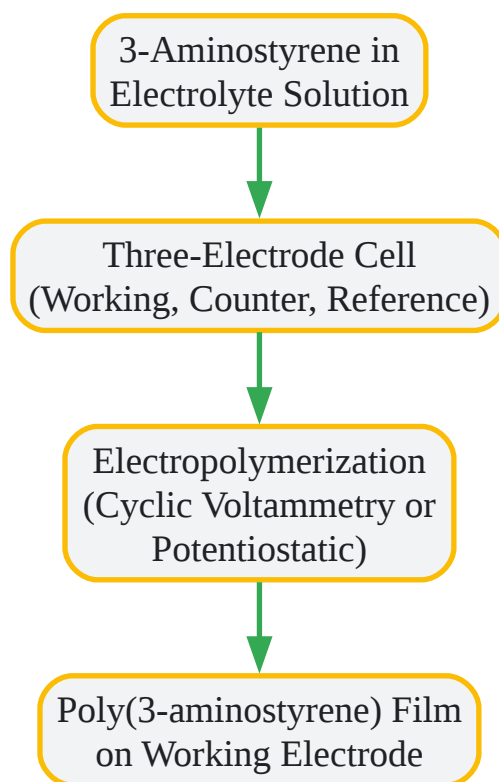 3-Aminostyrene in
Electrolyte Solution
Three-Electrode Cell
(Working, Counter, Reference)
Electropolymerization
(Cyclic Voltammetry or
Potentiostatic)
Poly(3-aminostyrene) Film
on Working Electrode